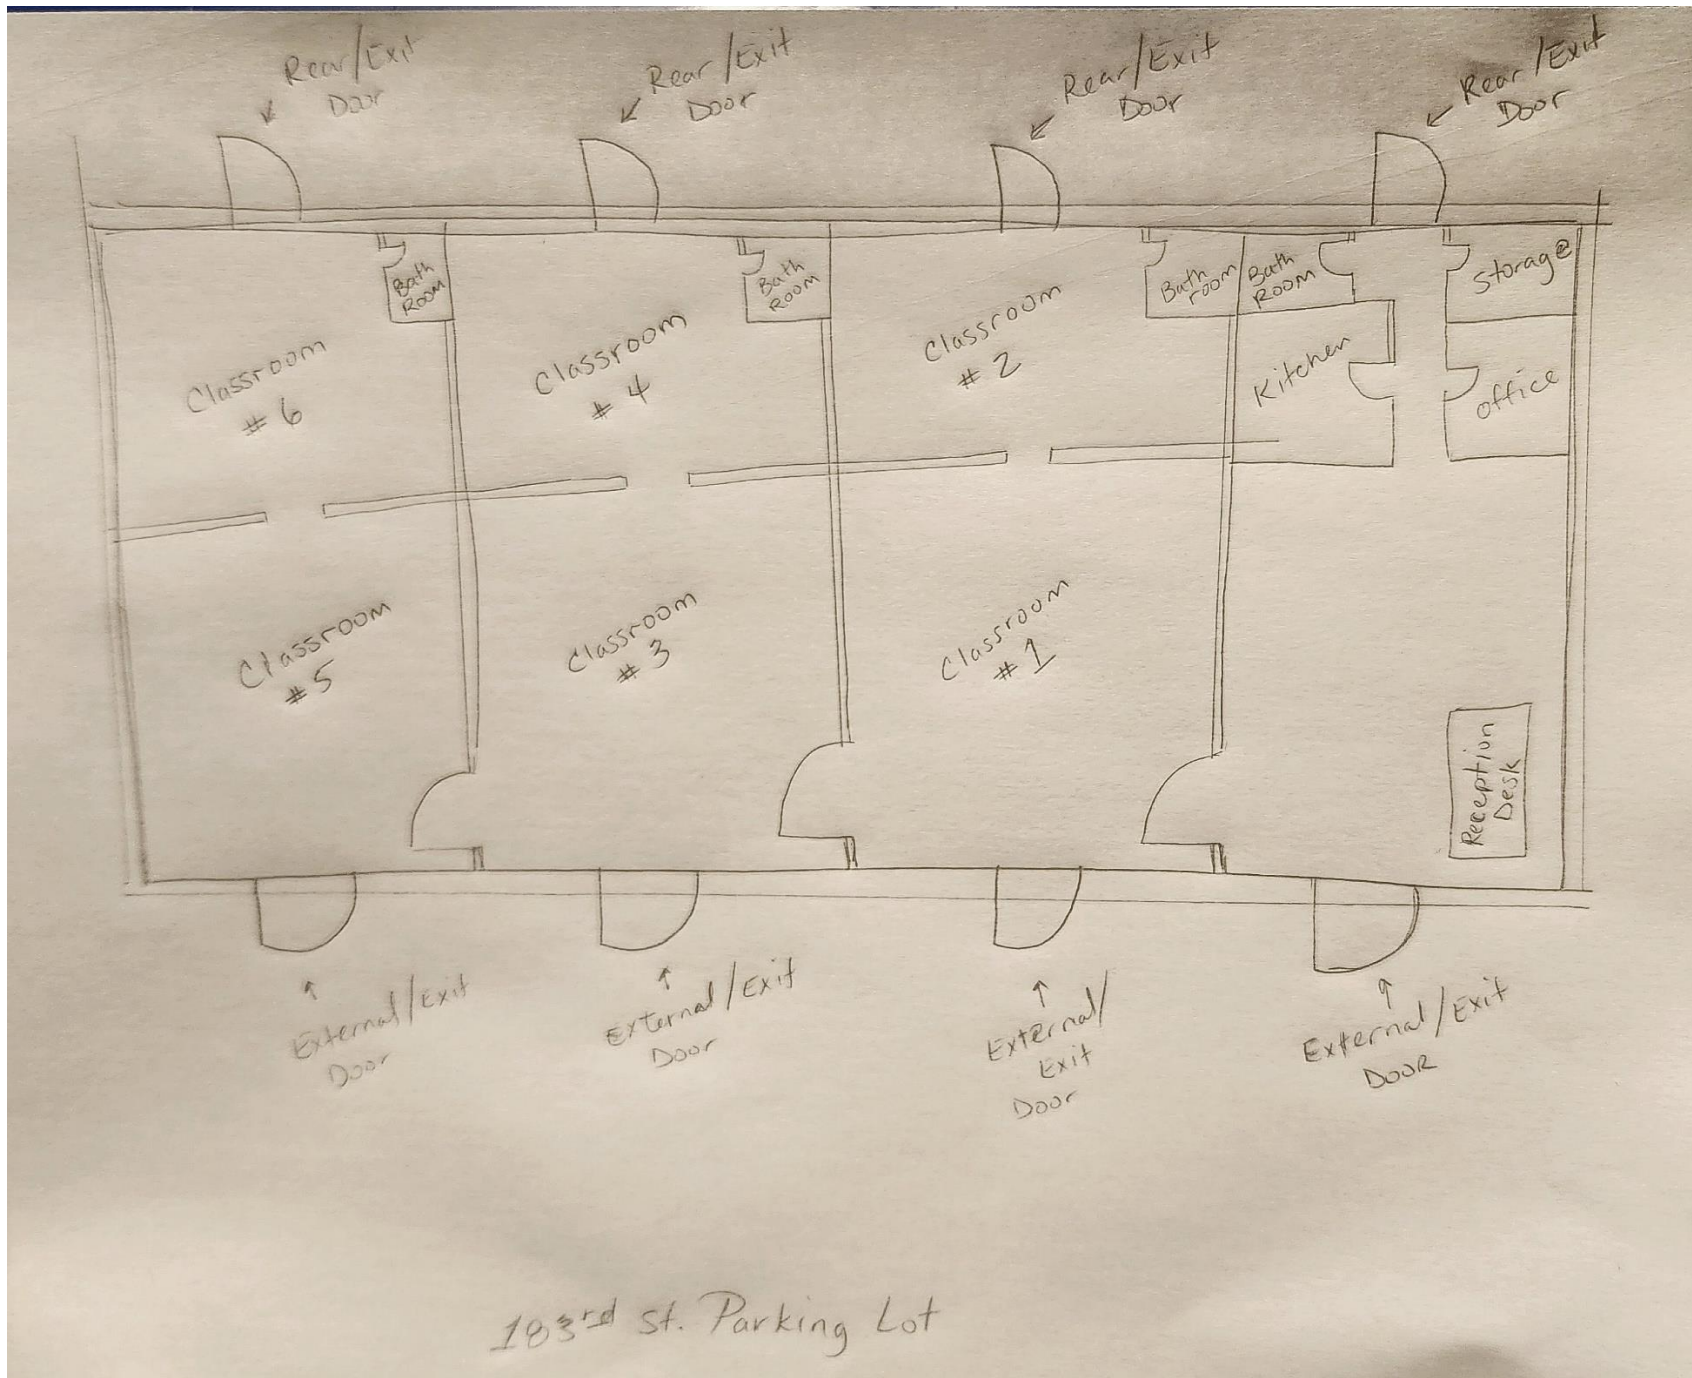 Rear/Exit
Door
Rear/Exit
Door
Rear/Exit
Door
Rear/Exit
Door
Bath
Room
Bath
Room
Bath
room
Bath
Room
Storage
Classroom
# 6
Classroom
# 4
Classroom
# 2
Kitchen
office
Classroom
#5
Classroom
# 3
Classroom
# 1
Reception
Desk
External/Exit
Door
External/Exit
Door
External/
Exit
Door
External/Exit
DOOR
183rd St. Parking Lot